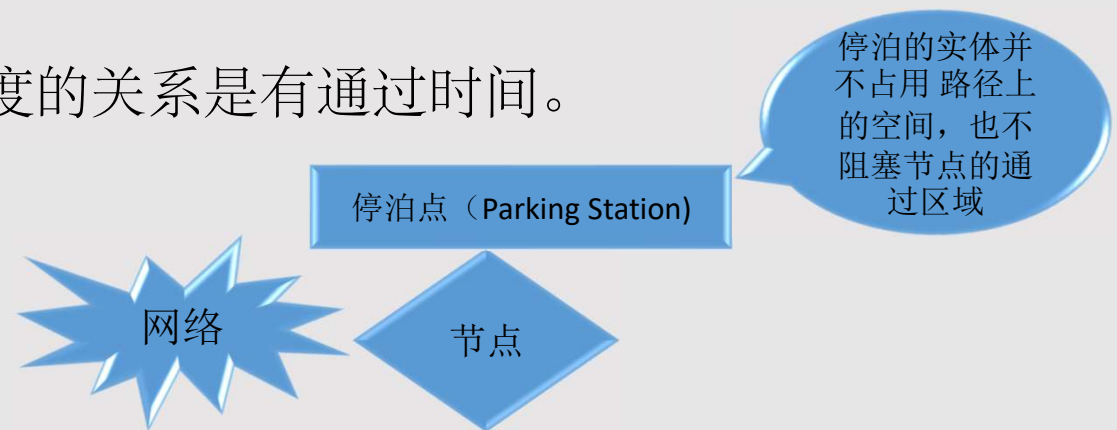 度的关系是有通过时间。
停泊的实体并
不占用 路径上
的空间，也不
阻塞节点的通
过区域
停泊点（Parking Station)
网络
节点